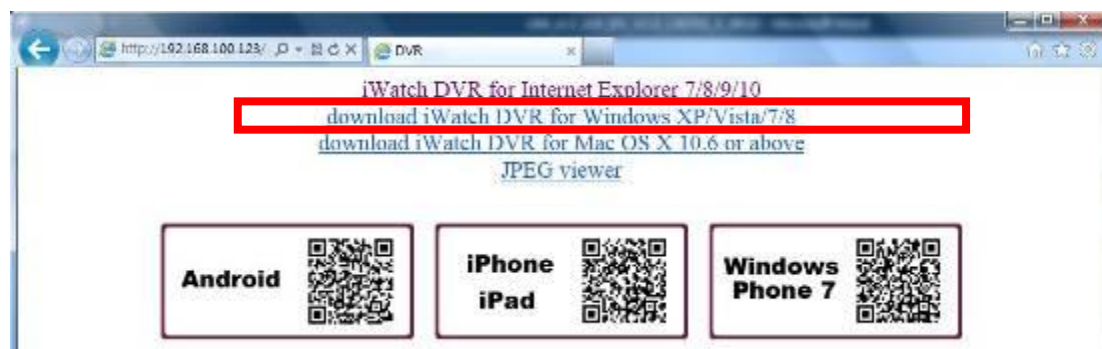 http://192.168.100.123/
DVR
iWatch DVR for Internet Explorer 7/8/9/10
download iWatch DVR for Windows XP/Vista/7/8
download iWatch DVR for Mac OS X 10.6 or above
JPEG viewer
Android
iPhone
iPad
Windows
Phone 7